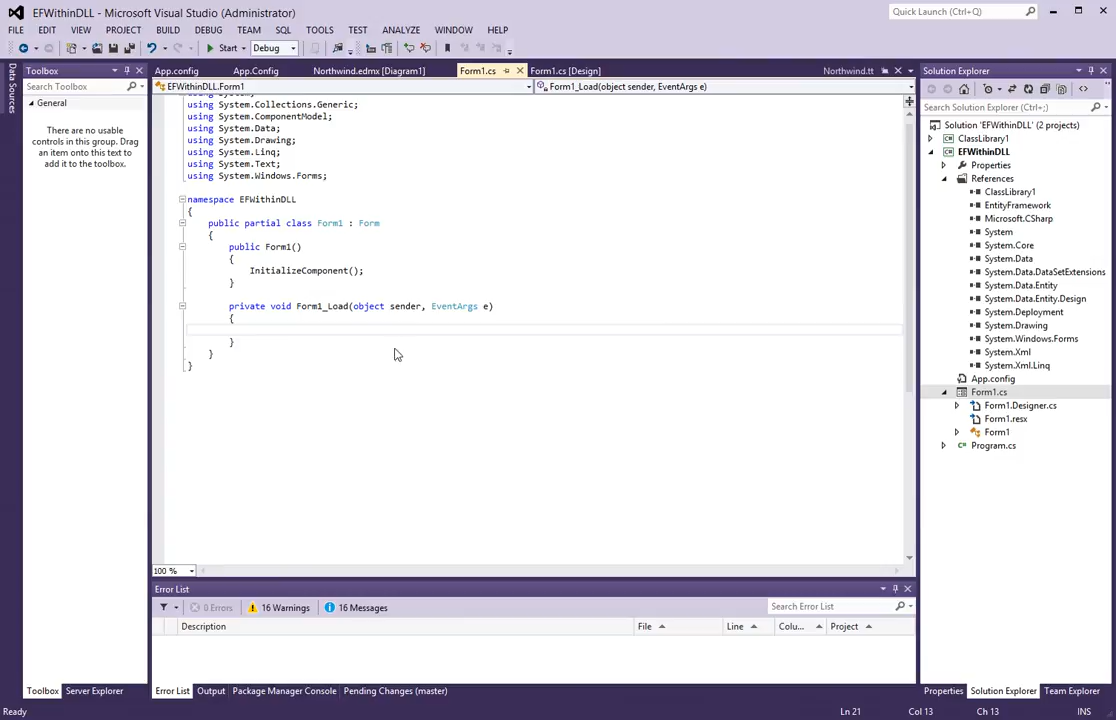 EFWithinDLL - Microsoft Visual Studio (Administrator)
Quick Launch (Ctrl+Q)
FILE EDIT VIEW PROJECT BUILD DEBUG TEAM SQL TOOLS TEST ANALYZE WINDOW HELP
Start Debug
Data Sources
Toolbox
Search Toolbox
General
There are no usable
controls in this group. Drag
an item onto this text to
add it to the toolbox.
App.config App.Config Northwind.edmx [Diagram1] Form1.cs Form1.cs [Design] Northwind.tt
EFWithinDLL.Form1 Form1_Load(object sender, EventArgs e)
using System;
using System.Collections.Generic;
using System.ComponentModel;
using System.Data;
using System.Drawing;
using System.Linq;
using System.Text;
using System.Windows.Forms;
namespace EFWithinDLL
{
public partial class Form1 : Form
{
public Form1()
{
InitializeComponent();
}
private void Form1_Load(object sender, EventArgs e)
{
}
}
}
100 %
Error List
0 Errors 16 Warnings 16 Messages
Search Error List
Description File Line Colu... Project
Toolbox Server Explorer
Error List Output Package Manager Console Pending Changes (master)
Solution Explorer
Search Solution Explorer (Ctrl+;)
Solution 'EFWithinDLL' (2 projects)
ClassLibrary1
EFWithinDLL
Properties
References
ClassLibrary1
EntityFramework
Microsoft.CSharp
System
System.Core
System.Data
System.Data.DataSetExtensions
System.Data.Entity
System.Data.Entity.Design
System.Deployment
System.Drawing
System.Windows.Forms
System.Xml
System.Xml.Linq
App.config
Form1.cs
Form1.Designer.cs
Form1.resx
Form1
Program.cs
Properties Solution Explorer Team Explorer
Ready Ln 21 Col 13 Ch 13 INS